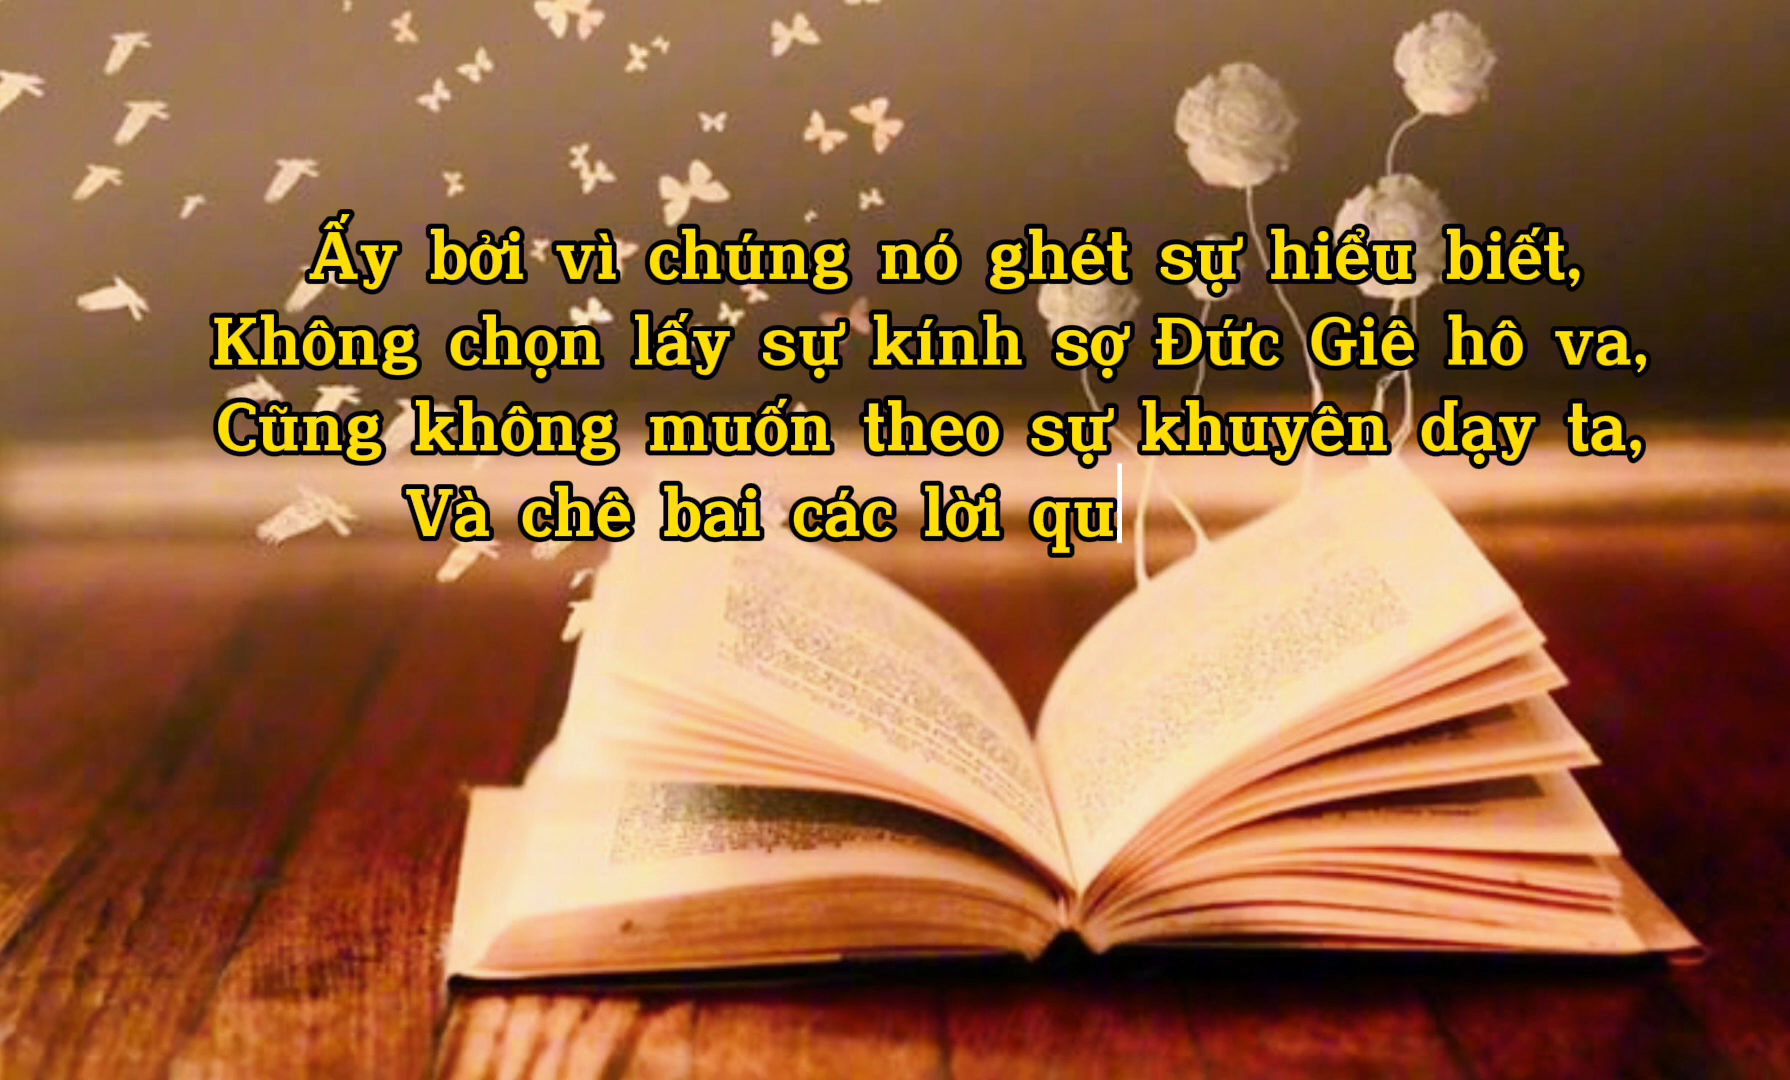 Ấy bởi vì chúng nó ghét sự hiểu biết,
Không chọn lấy sự kính sợ Đức Giê hô va,
Cũng không muốn theo sự khuyên dạy ta,
Và chê bai các lời qu